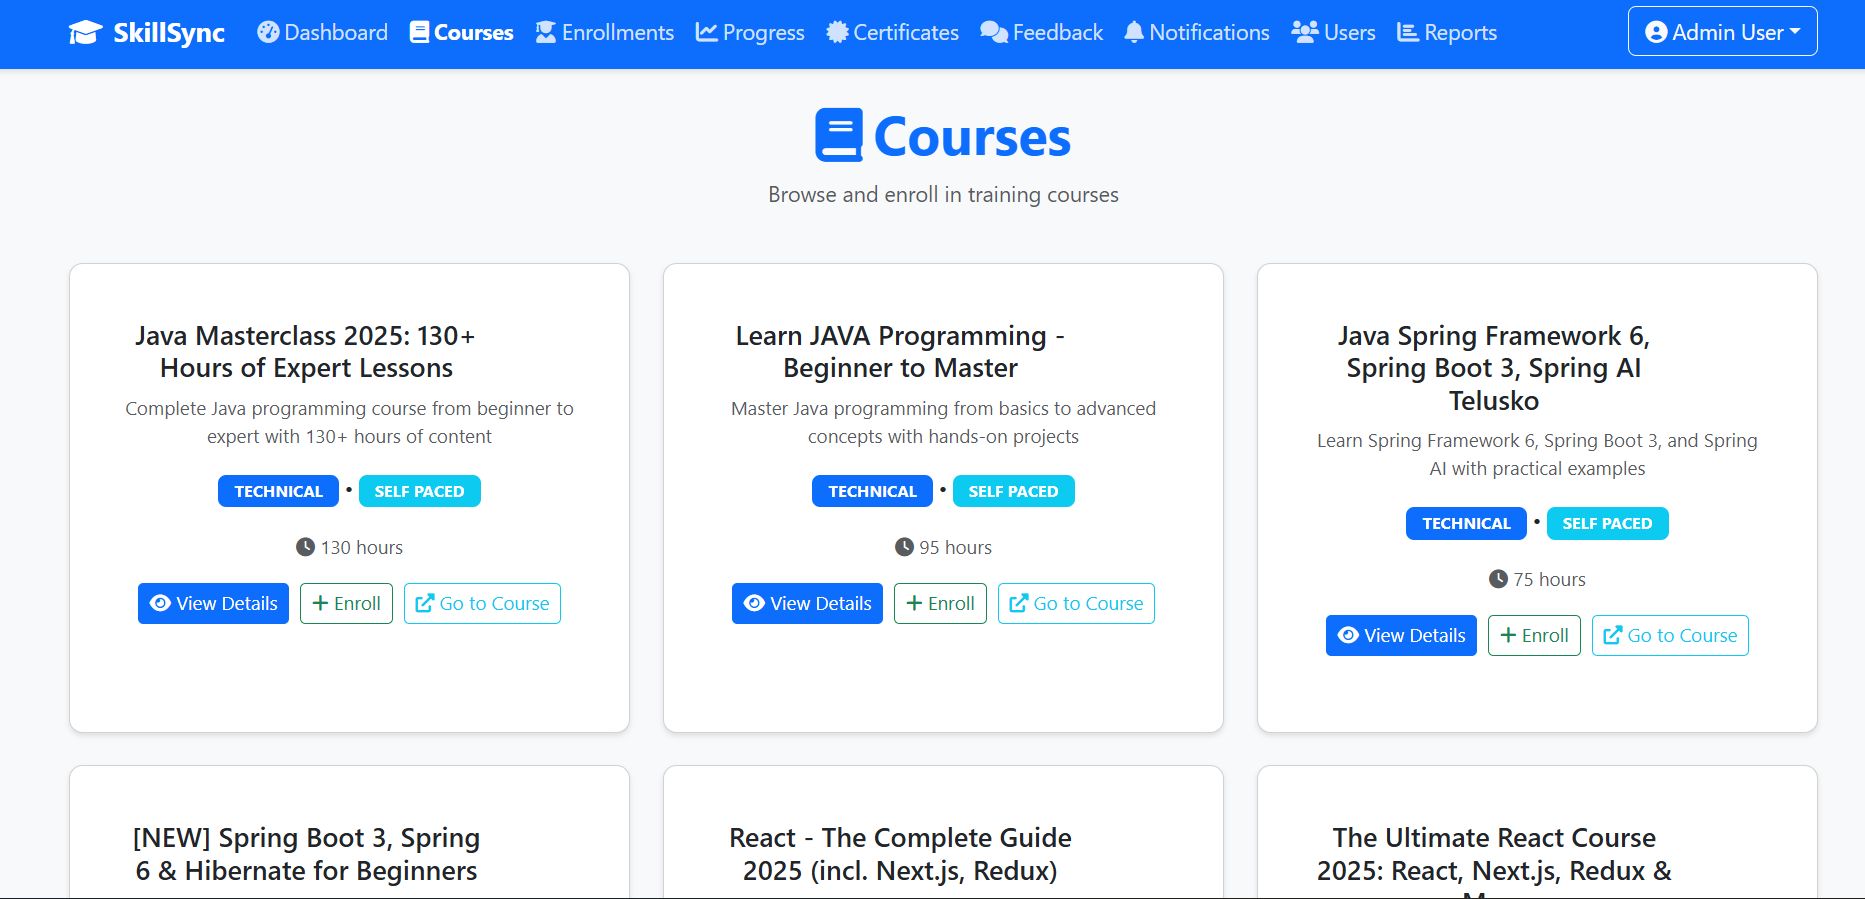 SkillSync Dashboard Courses Enrollments Progress Certificates Feedback Notifications Users Reports Admin User
Courses
Browse and enroll in training courses
Java Masterclass 2025: 130+
Hours of Expert Lessons
Complete Java programming course from beginner to
expert with 130+ hours of content
TECHNICAL • SELF PACED
130 hours
View Details + Enroll Go to Course
Learn JAVA Programming -
Beginner to Master
Master Java programming from basics to advanced
concepts with hands-on projects
TECHNICAL • SELF PACED
95 hours
View Details + Enroll Go to Course
Java Spring Framework 6,
Spring Boot 3, Spring AI
Telusko
Learn Spring Framework 6, Spring Boot 3, and Spring
AI with practical examples
TECHNICAL • SELF PACED
75 hours
View Details + Enroll Go to Course
[NEW] Spring Boot 3, Spring
6 & Hibernate for Beginners
React - The Complete Guide
2025 (incl. Next.js, Redux)
The Ultimate React Course
2025: React, Next.js, Redux &